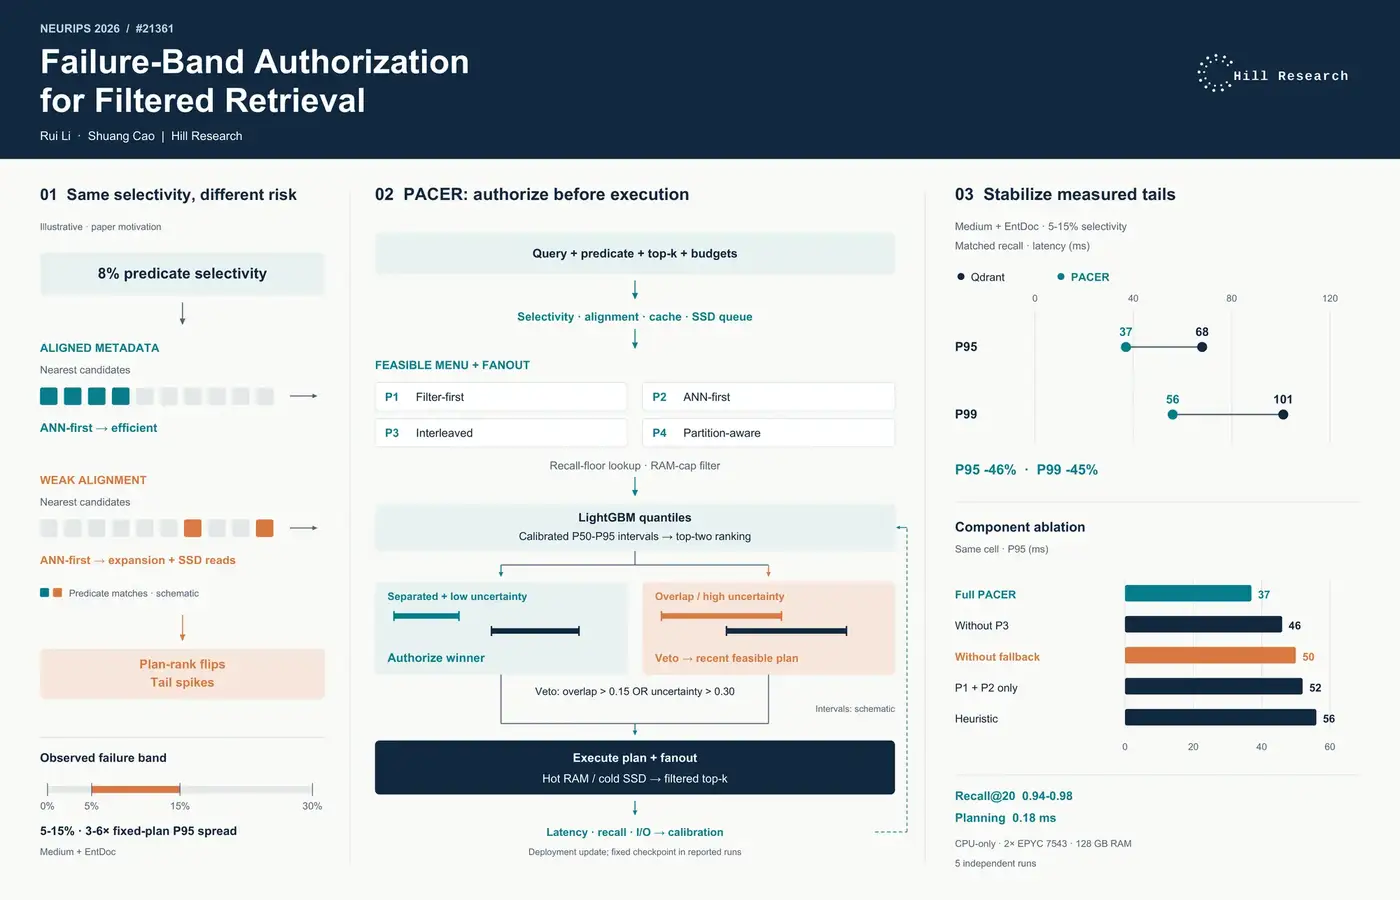 NEURIPS 2026 / #21361
Failure-Band Authorization
for Filtered Retrieval
Rui Li · Shuang Cao | Hill Research
Hill Research
01 Same selectivity, different risk
Illustrative · paper motivation
8% predicate selectivity
ALIGNED METADATA
Nearest candidates
ANN-first → efficient
WEAK ALIGNMENT
Nearest candidates
ANN-first → expansion + SSD reads
Predicate matches · schematic
Plan-rank flips
Tail spikes
Observed failure band
0% 5% 15% 30%
5-15% · 3-6× fixed-plan P95 spread
Medium + EntDoc
02 PACER: authorize before execution
Query + predicate + top-k + budgets
Selectivity · alignment · cache · SSD queue
FEASIBLE MENU + FANOUT
P1 Filter-first
P2 ANN-first
P3 Interleaved
P4 Partition-aware
Recall-floor lookup · RAM-cap filter
LightGBM quantiles
Calibrated P50-P95 intervals → top-two ranking
Separated + low uncertainty
Authorize winner
Overlap / high uncertainty
Veto → recent feasible plan
Veto: overlap > 0.15 OR uncertainty > 0.30
Intervals: schematic
Execute plan + fanout
Hot RAM / cold SSD → filtered top-k
Latency · recall · I/O → calibration
Deployment update; fixed checkpoint in reported runs
03 Stabilize measured tails
Medium + EntDoc · 5-15% selectivity
Matched recall · latency (ms)
Qdrant PACER
0 40 80 120
37 68
P95
56 101
P99
P95 -46% · P99 -45%
Component ablation
Same cell · P95 (ms)
Full PACER 37
Without P3 46
Without fallback 50
P1 + P2 only 52
Heuristic 56
0 20 40 60
Recall@20 0.94-0.98
Planning 0.18 ms
CPU-only · 2× EPYC 7543 · 128 GB RAM
5 independent runs